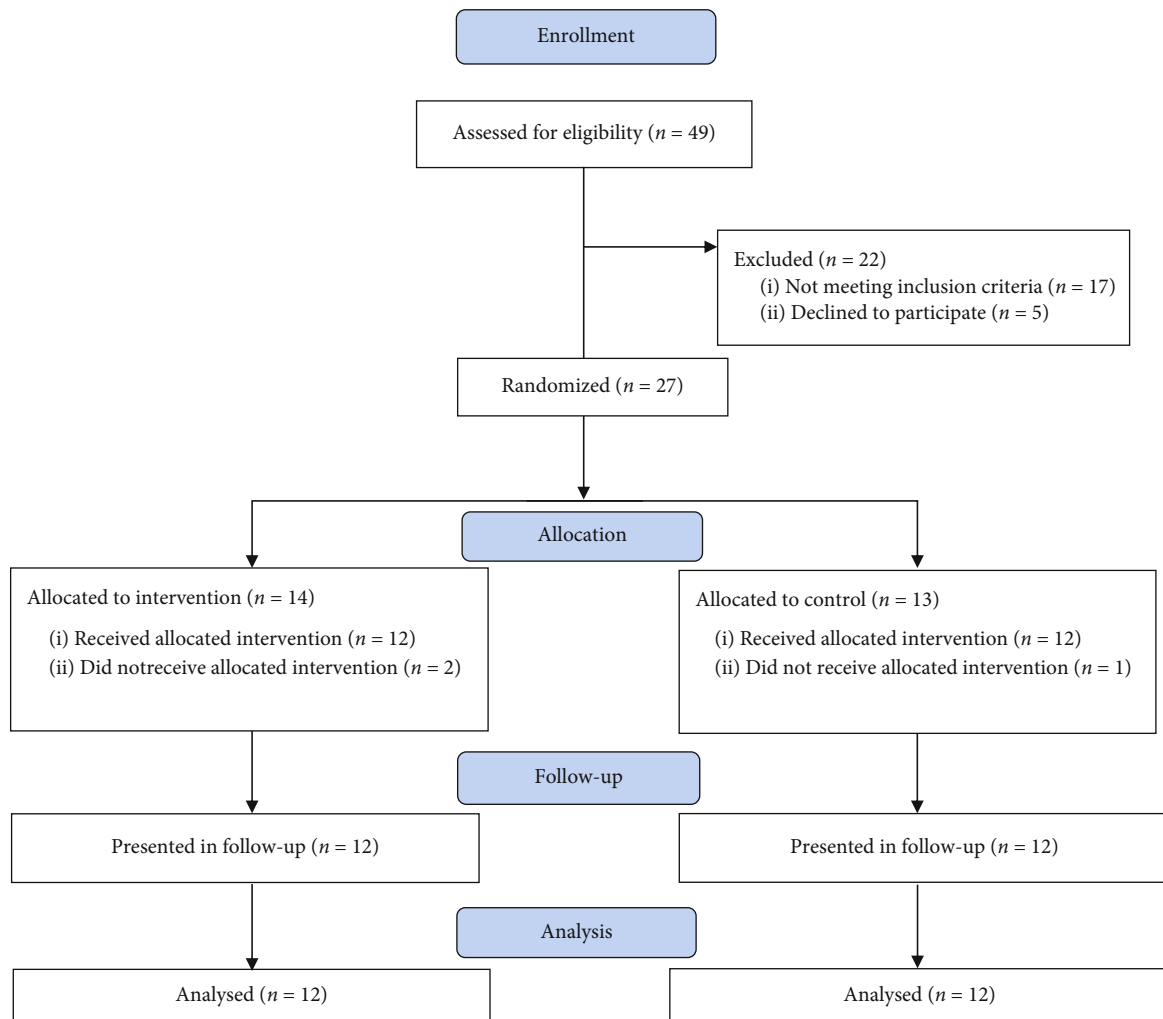 Enrollment
Assessed for eligibility (n = 49)
Excluded (n = 22)
(i) Not meeting inclusion criteria (n = 17)
(ii) Declined to participate (n = 5)
Randomized (n = 27)
Allocation
Allocated to intervention (n = 14)
(i) Received allocated intervention (n = 12)
(ii) Did notreceive allocated intervention (n = 2)
Allocated to control (n = 13)
(i) Received allocated intervention (n = 12)
(ii) Did not receive allocated intervention (n = 1)
Follow-up
Presented in follow-up (n = 12)
Presented in follow-up (n = 12)
Analysis
Analysed (n = 12)
Analysed (n = 12)